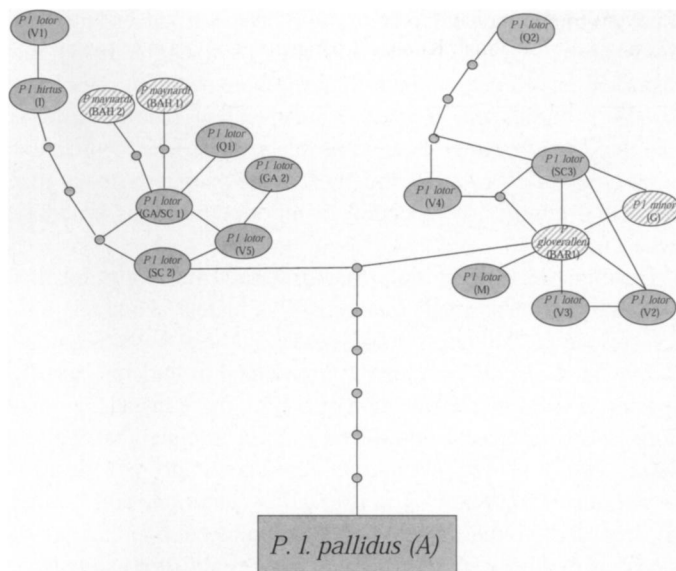 P l lotor
(V1)
P l hirtus
(I)
P maynardi
(BAH 2)
P maynardi
(BAH 1)
P l lotor
(Q1)
P l lotor
(GA 2)
P l lotor
(GA/SC 1)
P l lotor
(V5)
P l lotor
(SC 2)
P l lotor
(Q2)
P l lotor
(SC3)
P l lotor
(V4)
P l minor
(G)
(BAR1)
P l lotor
(M)
P l lotor
(V3)
P l lotor
(V2)
P. l. pallidus (A)